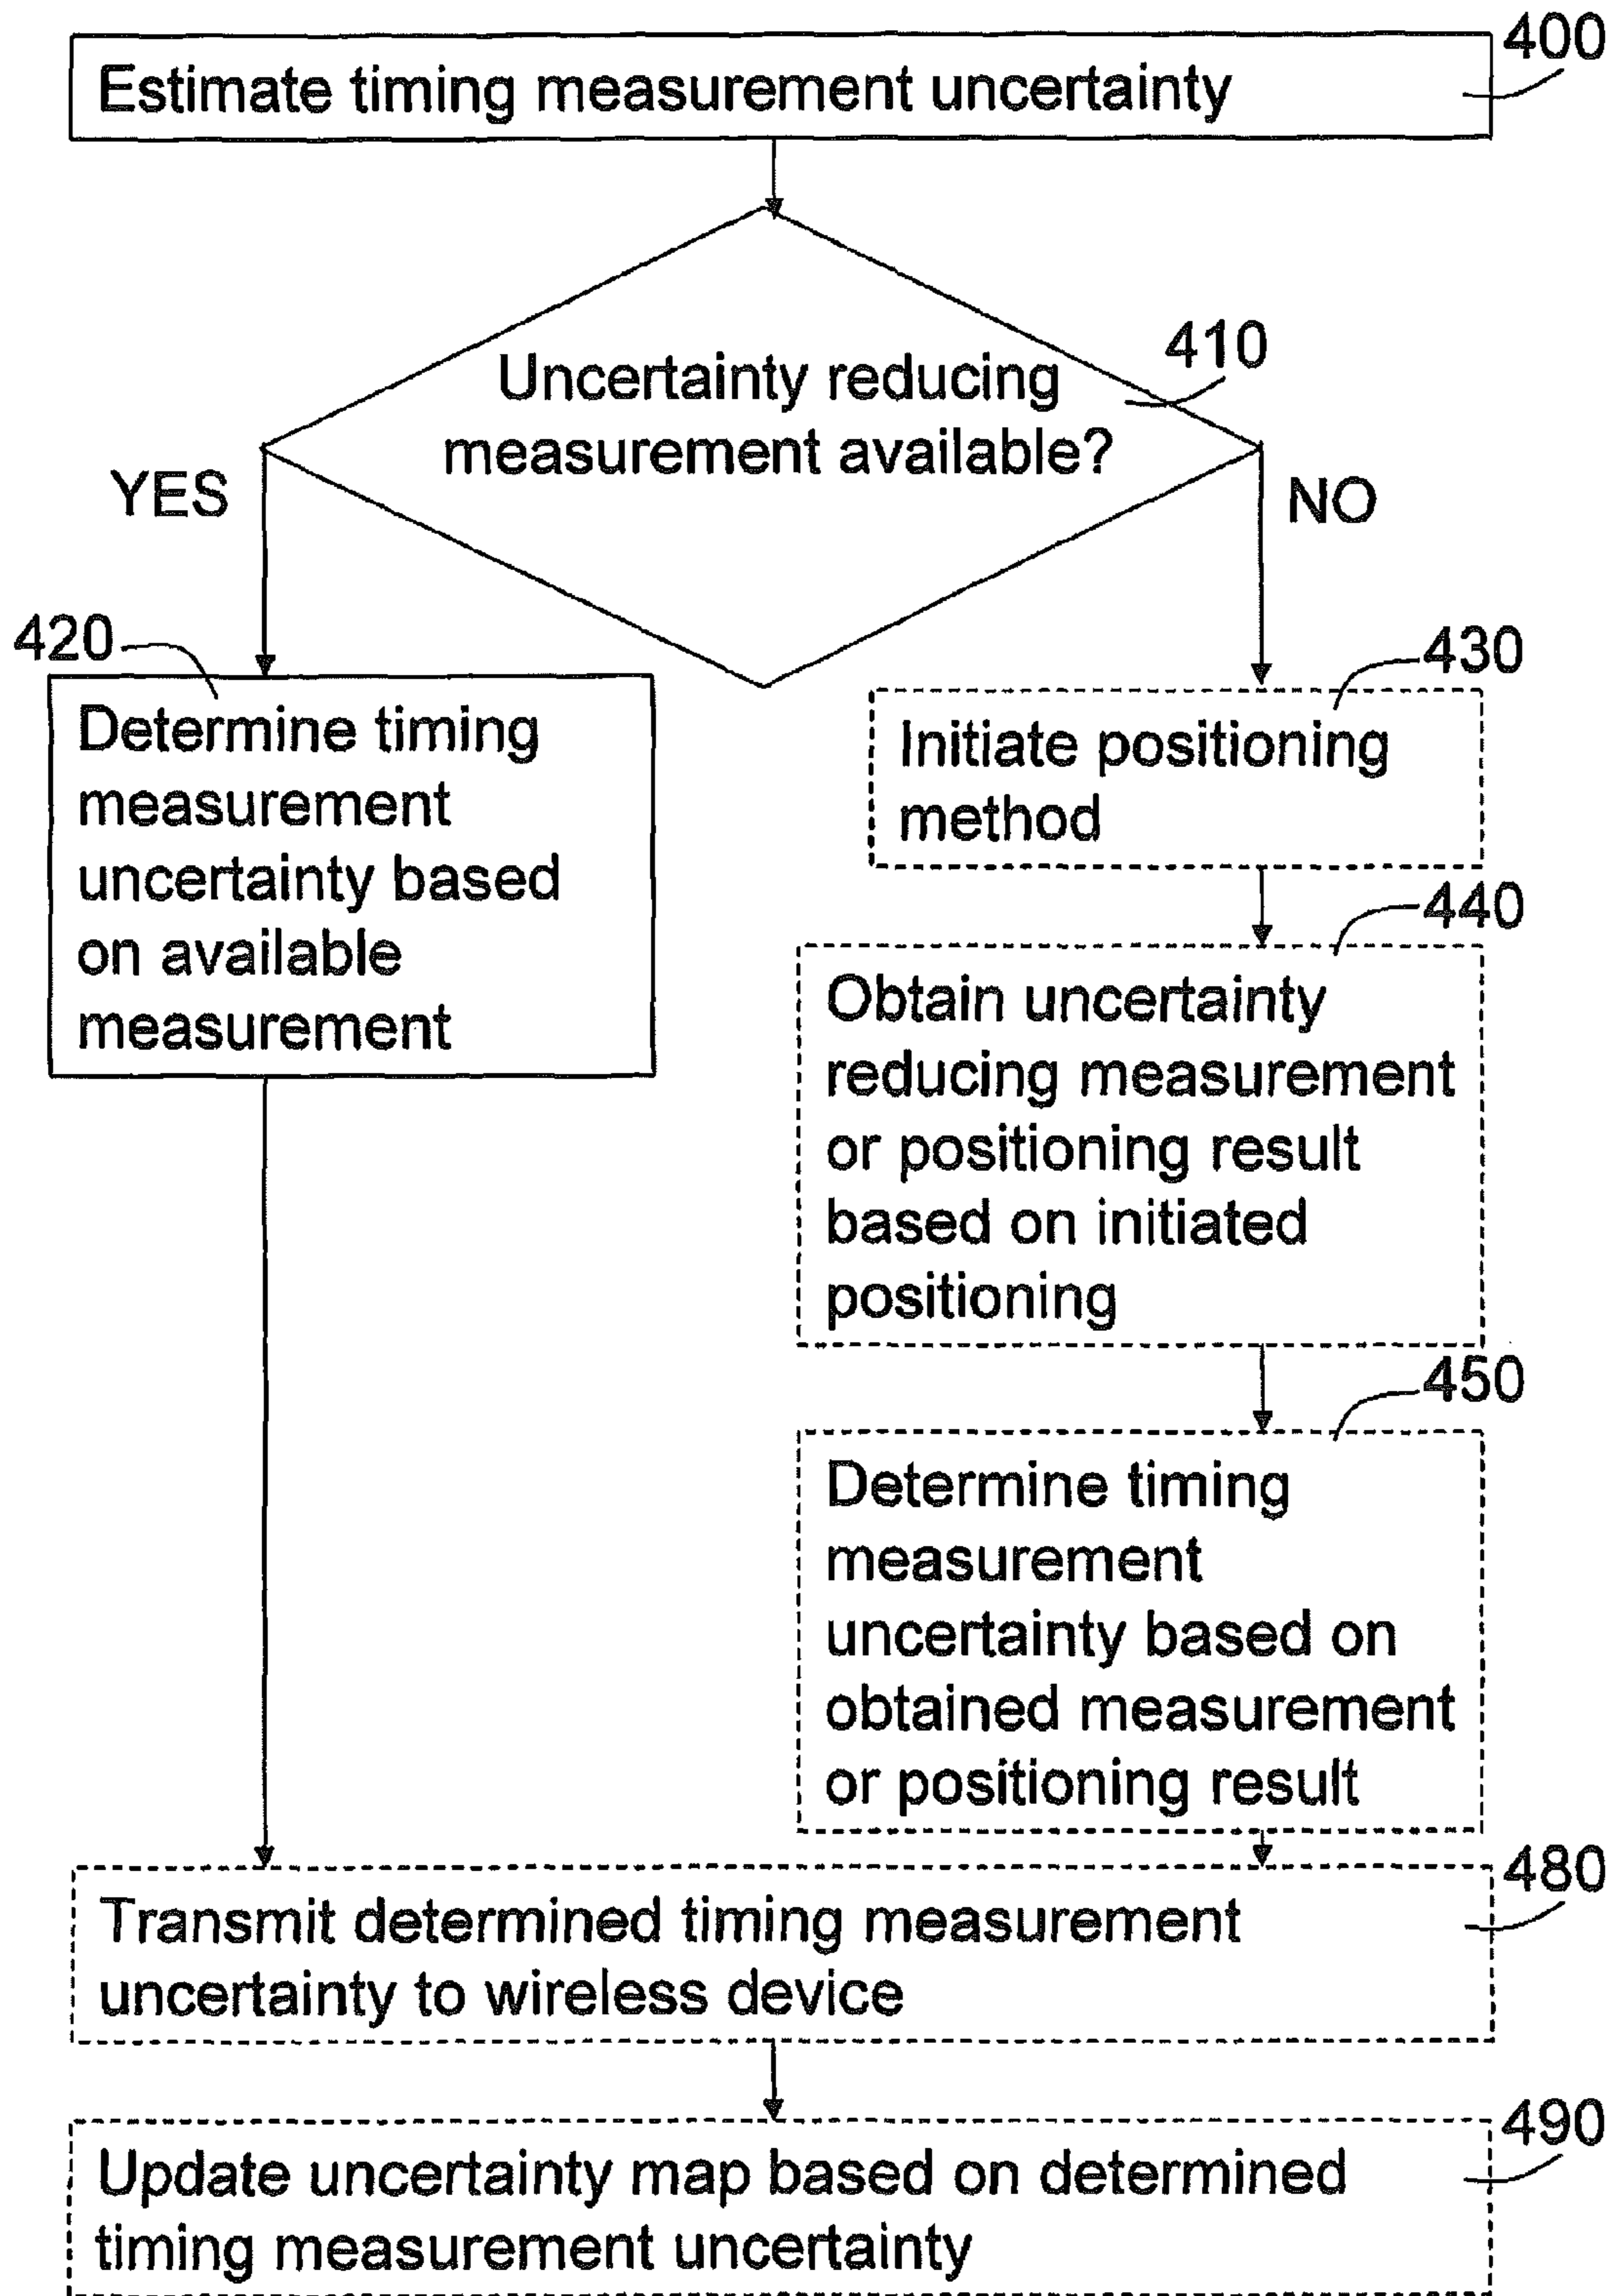 400
Estimate timing measurement uncertainty
410
Uncertainty reducing
measurement available?
YES
NO
420
Determine timing
measurement
uncertainty based
on available
measurement
430
Initiate positioning
method
440
Obtain uncertainty
reducing measurement
or positioning result
based on initiated
positioning
450
Determine timing
measurement
uncertainty based on
obtained measurement
or positioning result
480
Transmit determined timing measurement
uncertainty to wireless device
490
Update uncertainty map based on determined
timing measurement uncertainty